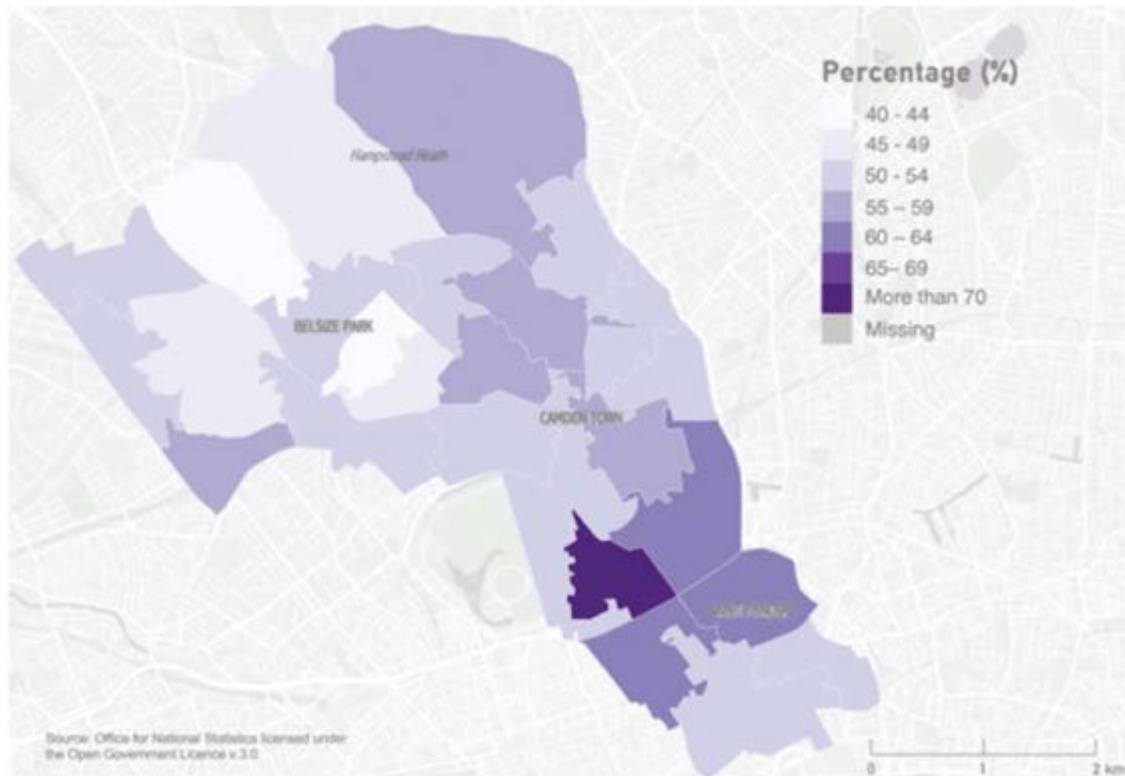 Percentage (%)
40 - 44
45 - 49
50 - 54
55 – 59
60 – 64
65– 69
More than 70
Missing
Hampstead Heath
BELSIZE PARK
CAMDEN TOWN
Source: Office for National Statistics licensed under
the Open Government Licence v.3.0
0 1 2 km